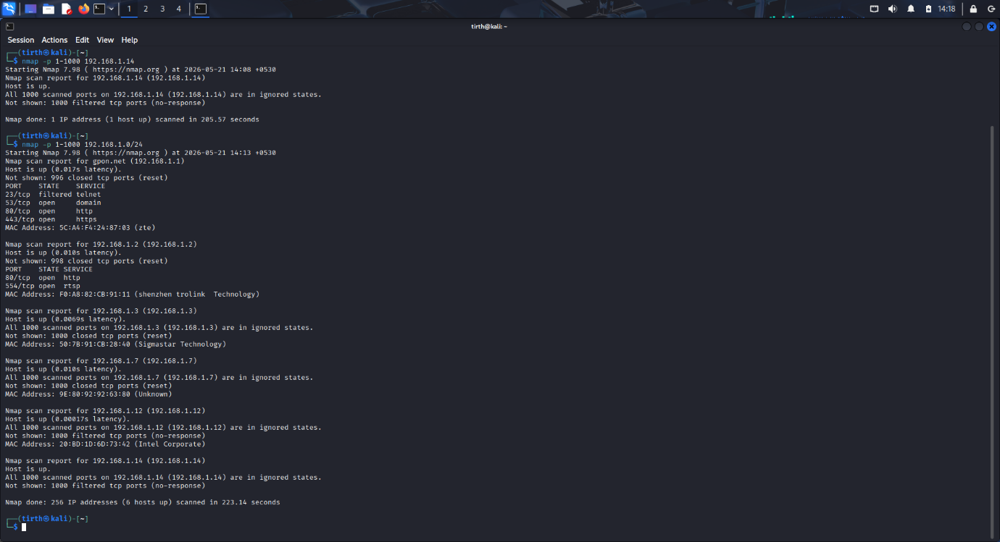 1 2 3 4 14:18
tirth@kali: ~
Session Actions Edit View Help
┌──(tirth㉿kali)-[~]
└─$ nmap -p 1-1000 192.168.1.14
Starting Nmap 7.98 ( https://nmap.org ) at 2026-05-21 14:08 +0530
Nmap scan report for 192.168.1.14 (192.168.1.14)
Host is up.
All 1000 scanned ports on 192.168.1.14 (192.168.1.14) are in ignored states.
Not shown: 1000 filtered tcp ports (no-response)
Nmap done: 1 IP address (1 host up) scanned in 205.57 seconds
┌──(tirth㉿kali)-[~]
└─$ nmap -p 1-1000 192.168.1.0/24
Starting Nmap 7.98 ( https://nmap.org ) at 2026-05-21 14:13 +0530
Nmap scan report for gpon.net (192.168.1.1)
Host is up (0.017s latency).
Not shown: 996 closed tcp ports (reset)
PORT    STATE    SERVICE
23/tcp  filtered telnet
53/tcp  open     domain
80/tcp  open     http
443/tcp open     https
MAC Address: 5C:A4:F4:24:87:03 (zte)
Nmap scan report for 192.168.1.2 (192.168.1.2)
Host is up (0.010s latency).
Not shown: 998 closed tcp ports (reset)
PORT    STATE SERVICE
80/tcp  open  http
554/tcp open  rtsp
MAC Address: F0:A8:82:CB:91:11 (shenzhen trolink  Technology)
Nmap scan report for 192.168.1.3 (192.168.1.3)
Host is up (0.0069s latency).
All 1000 scanned ports on 192.168.1.3 (192.168.1.3) are in ignored states.
Not shown: 1000 closed tcp ports (reset)
MAC Address: 50:7B:91:CB:28:40 (Sigmastar Technology)
Nmap scan report for 192.168.1.7 (192.168.1.7)
Host is up (0.010s latency).
All 1000 scanned ports on 192.168.1.7 (192.168.1.7) are in ignored states.
Not shown: 1000 closed tcp ports (reset)
MAC Address: 9E:80:92:92:63:80 (Unknown)
Nmap scan report for 192.168.1.12 (192.168.1.12)
Host is up (0.00017s latency).
All 1000 scanned ports on 192.168.1.12 (192.168.1.12) are in ignored states.
Not shown: 1000 filtered tcp ports (no-response)
MAC Address: 20:BD:1D:6D:73:42 (Intel Corporate)
Nmap scan report for 192.168.1.14 (192.168.1.14)
Host is up.
All 1000 scanned ports on 192.168.1.14 (192.168.1.14) are in ignored states.
Not shown: 1000 filtered tcp ports (no-response)
Nmap done: 256 IP addresses (6 hosts up) scanned in 223.14 seconds
┌──(tirth㉿kali)-[~]
└─$